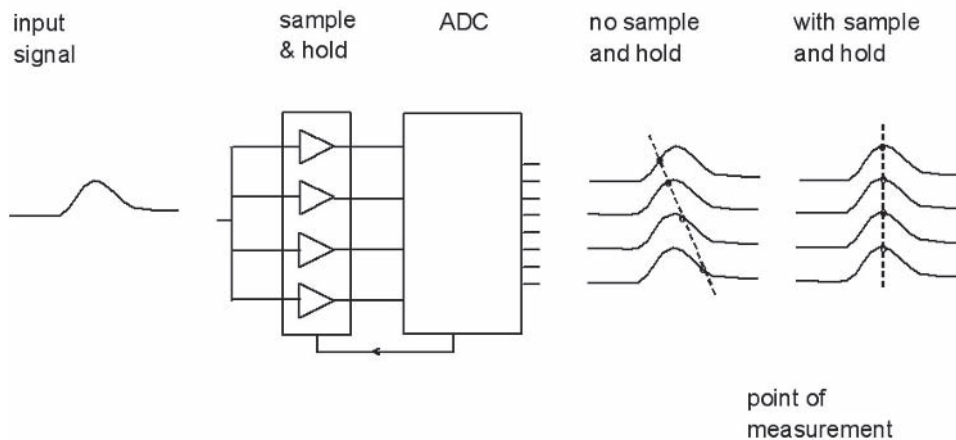 input
signal
sample
& hold
ADC
no sample
and hold
with sample
and hold
point of
measurement